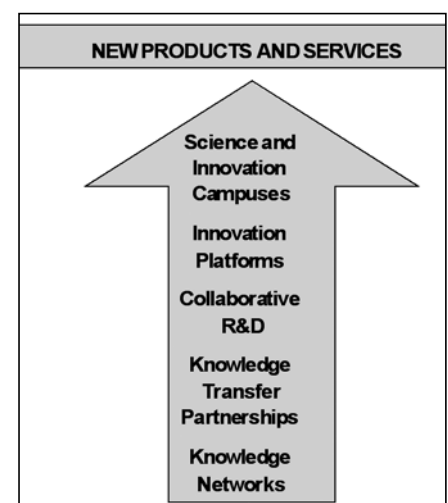 NEW PRODUCTS AND SERVICES
Science and
Innovation
Campuses
Innovation
Platforms
Collaborative
R&D
Knowledge
Transfer
Partnerships
Knowledge
Networks